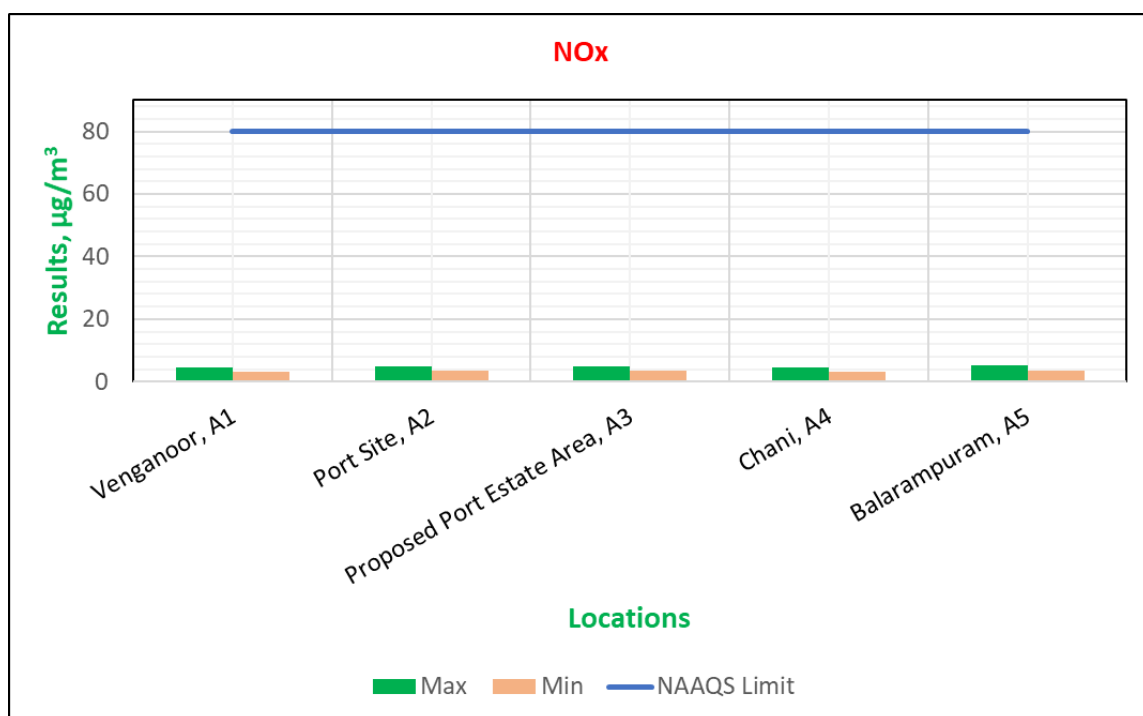 NOx
Results, µg/m³
80
60
40
20
0
Venganoor, A1
Port Site, A2
Proposed Port Estate Area, A3
Chani, A4
Balarampuram, A5
Locations
Max Min NAAQS Limit